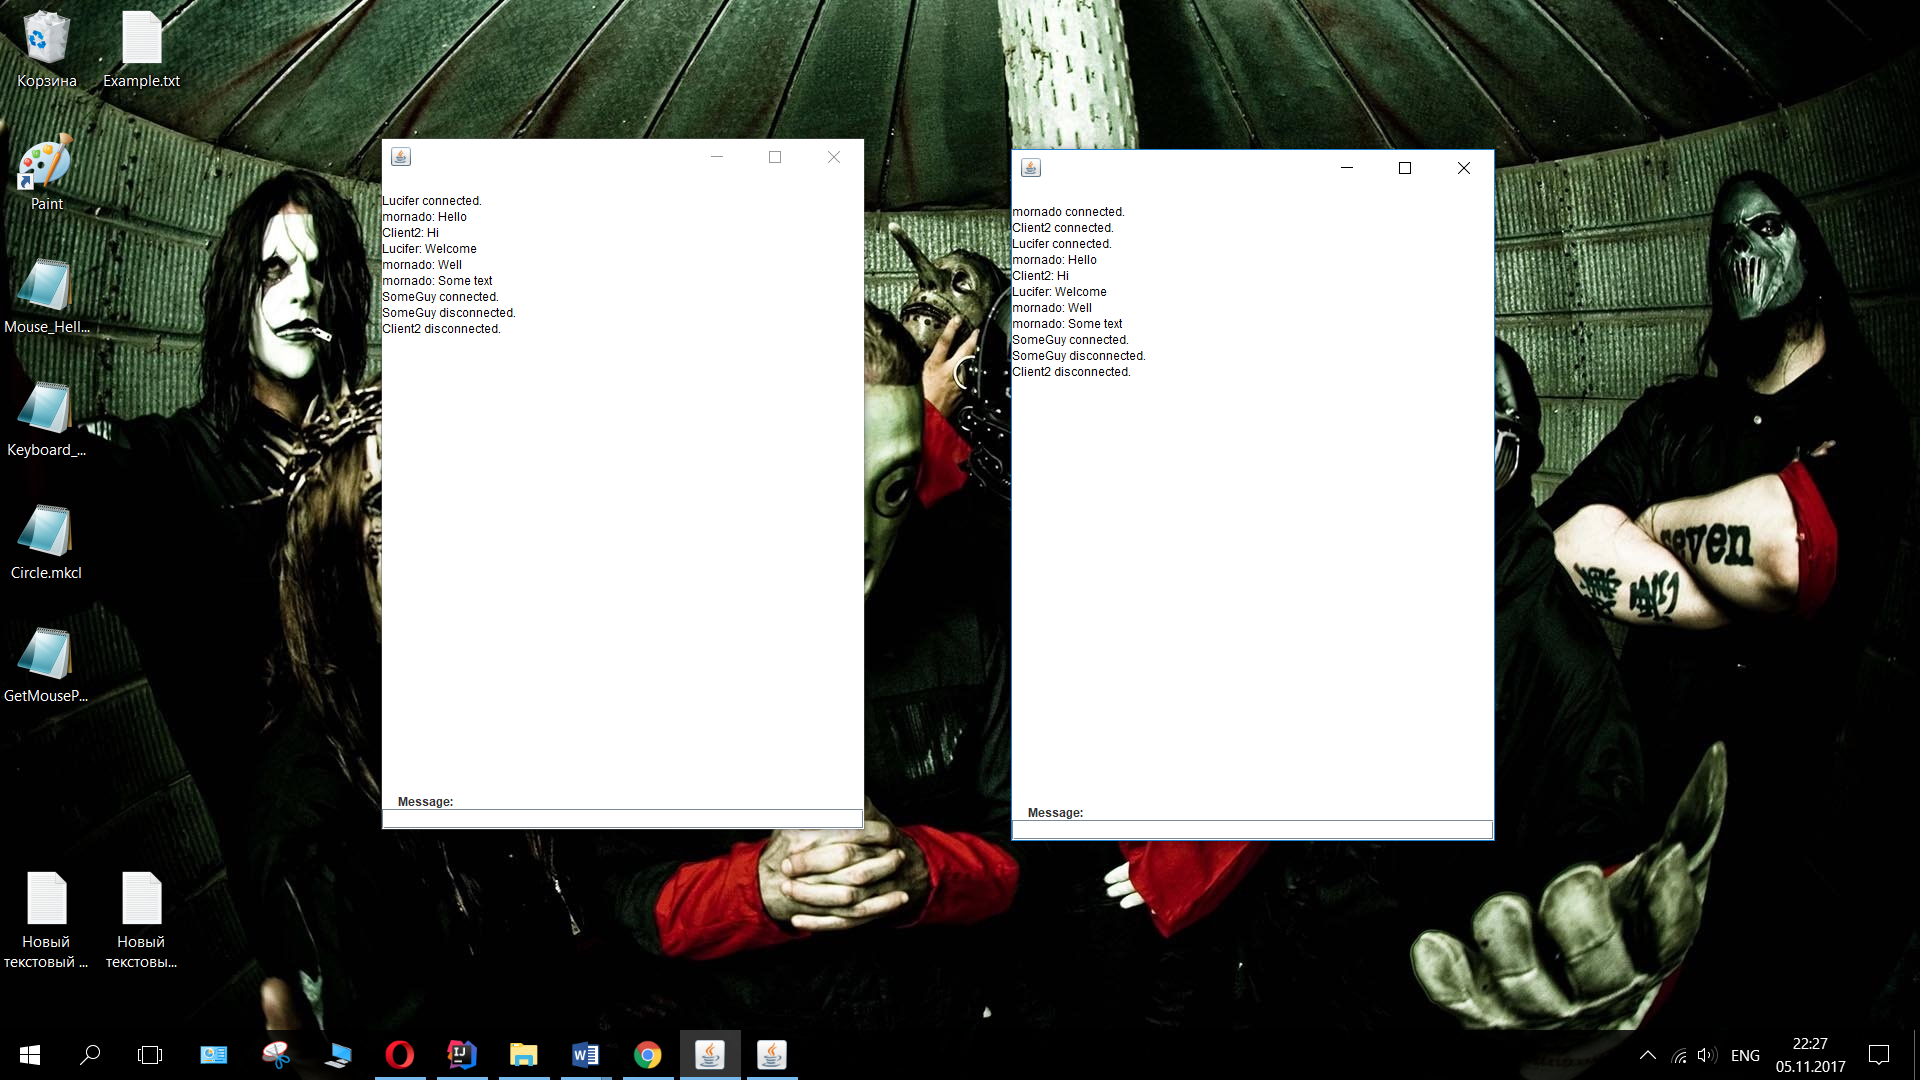 Корзина
Example.txt
Paint
Mouse_Hell...
Keyboard_...
Circle.mkcl
GetMouseP...
Новый
текстовый ...
Новый
текстовы...
Lucifer connected.
mornado: Hello
Client2: Hi
Lucifer: Welcome
mornado: Well
mornado: Some text
SomeGuy connected.
SomeGuy disconnected.
Client2 disconnected.
Message:
mornado connected.
Client2 connected.
Lucifer connected.
mornado: Hello
Client2: Hi
Lucifer: Welcome
mornado: Well
mornado: Some text
SomeGuy connected.
SomeGuy disconnected.
Client2 disconnected.
Message:
seven
ENG
22:27
05.11.2017